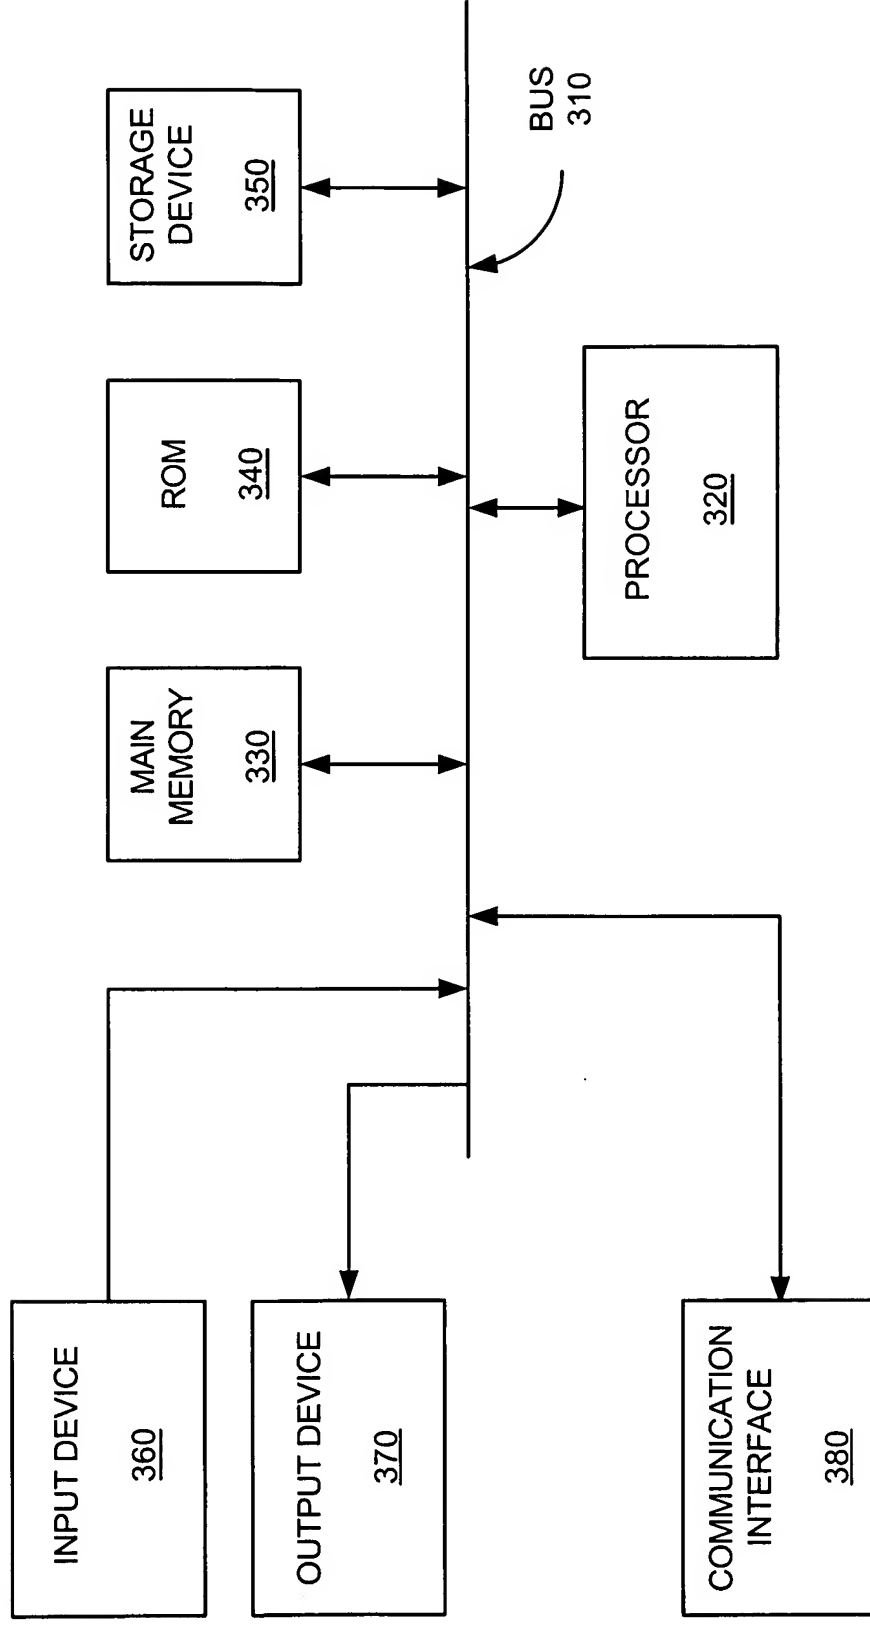 INPUT DEVICE
360
OUTPUT DEVICE
370
COMMUNICATION
INTERFACE
380
MAIN
MEMORY
330
ROM
340
STORAGE
DEVICE
350
PROCESSOR
320
BUS
310